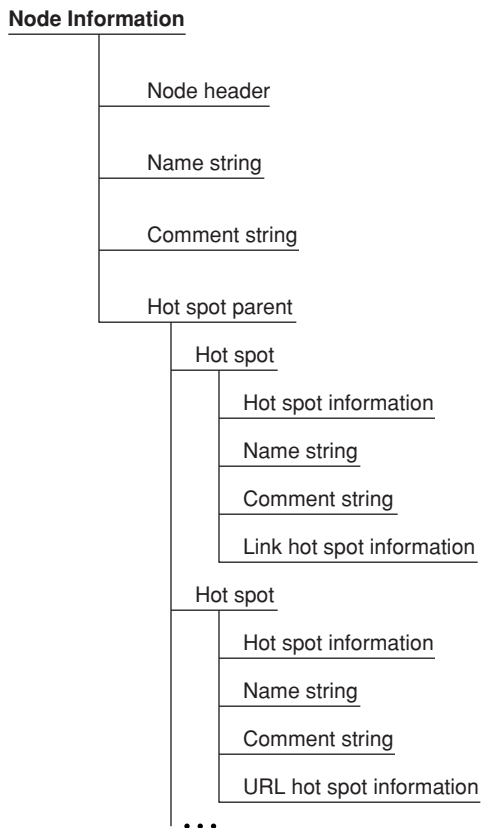 Node Information
Node header
Name string
Comment string
Hot spot parent
Hot spot
Hot spot information
Name string
Comment string
Link hot spot information
Hot spot
Hot spot information
Name string
Comment string
URL hot spot information
...